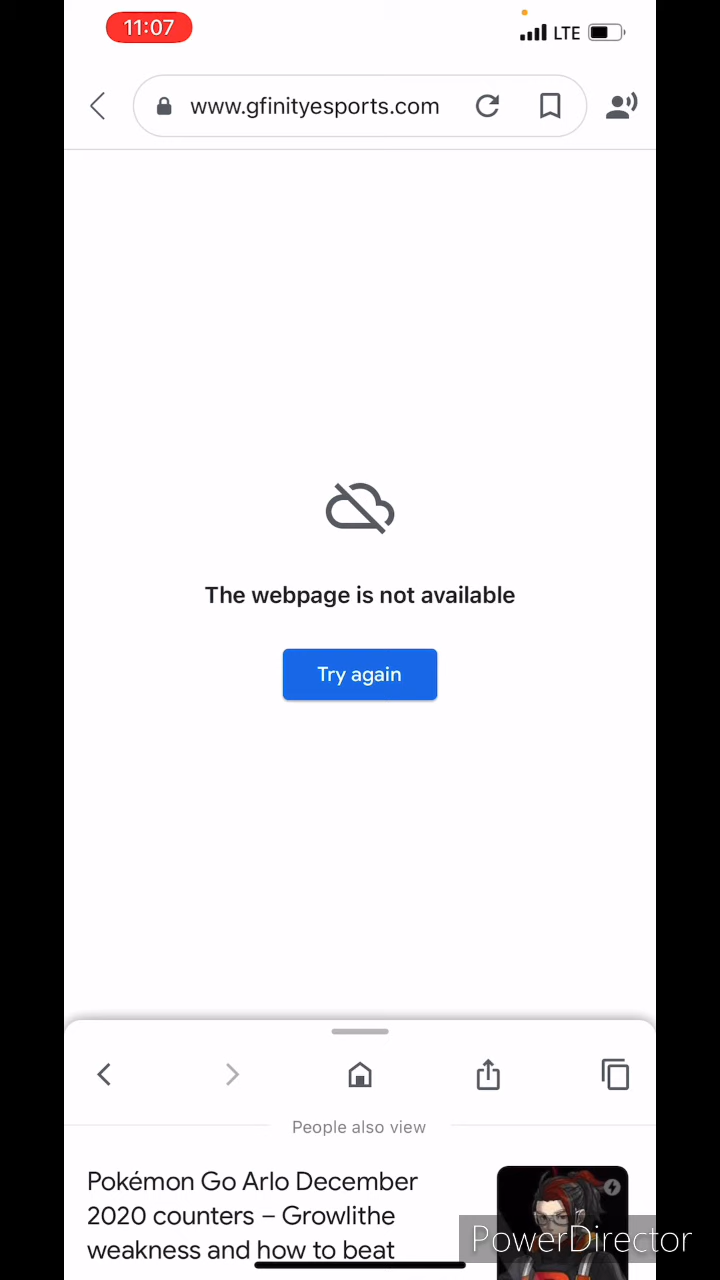 11:07
LTE
www.gfinityesports.com
The webpage is not available
Try again
People also view
Pokémon Go Arlo December
2020 counters – Growlithe
weakness and how to beat
PowerDirector